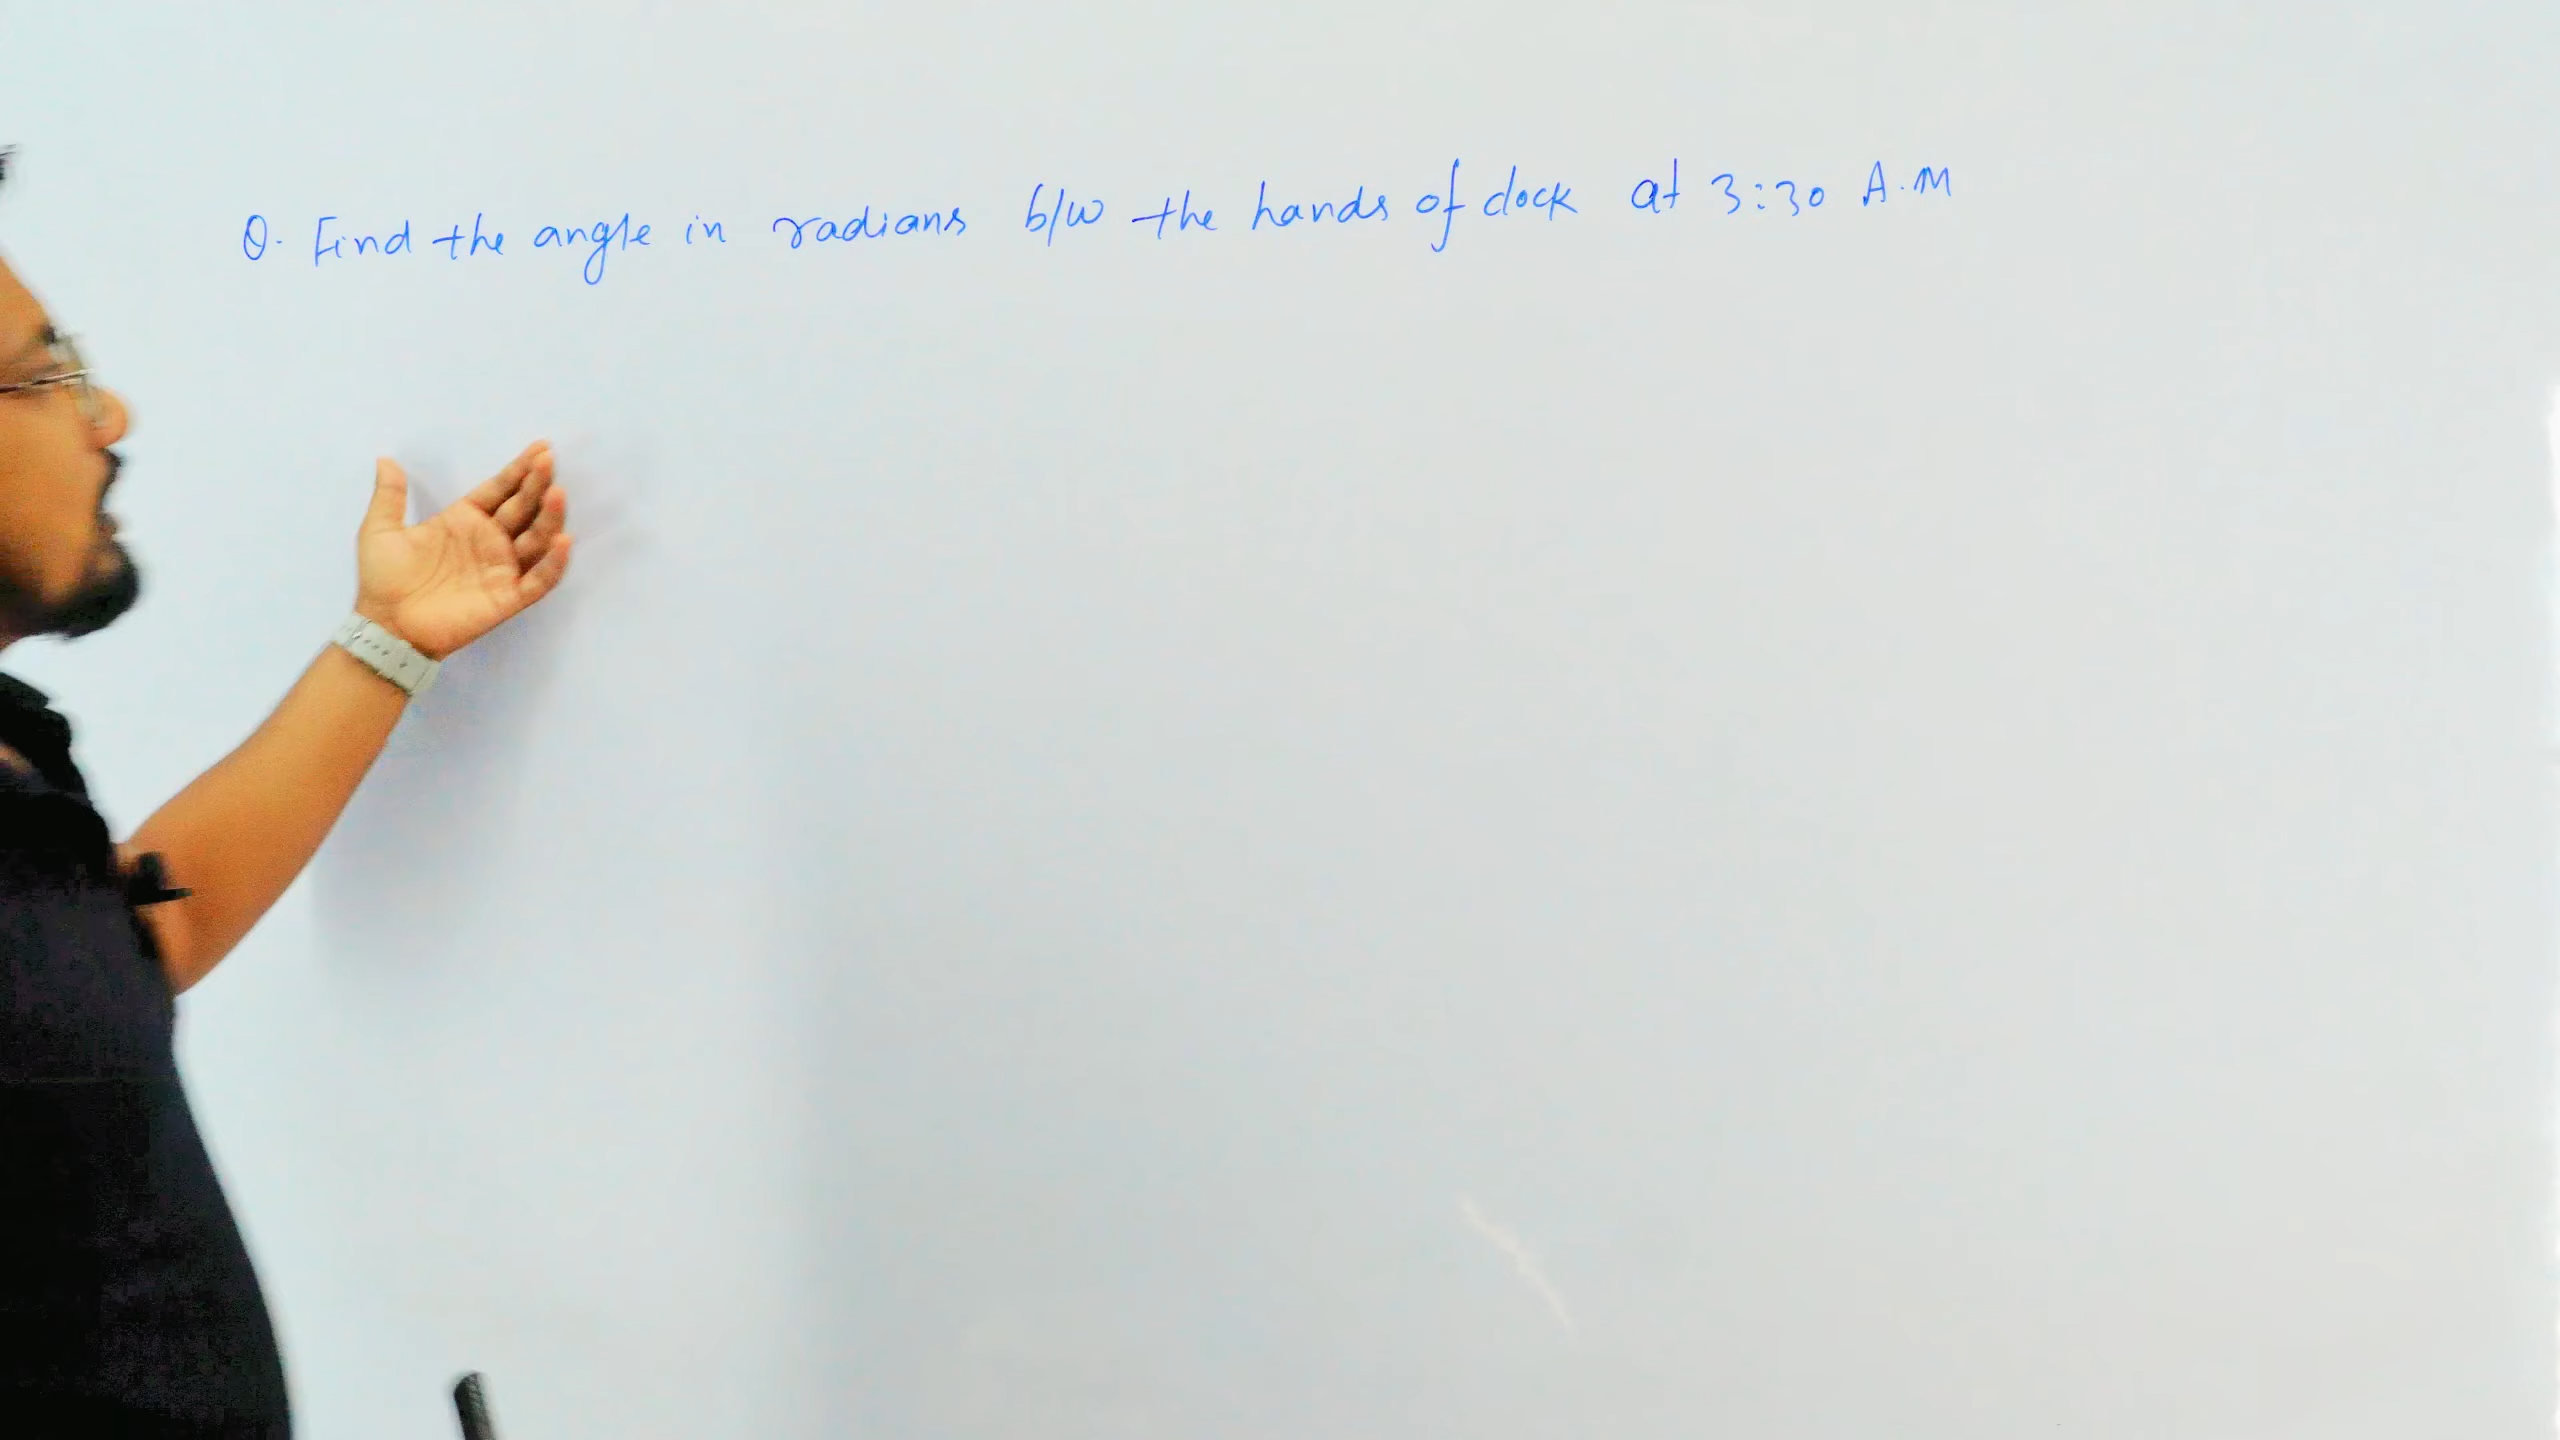 Q. Find the angle in radians b/w the hands of clock at 3:30 A.M